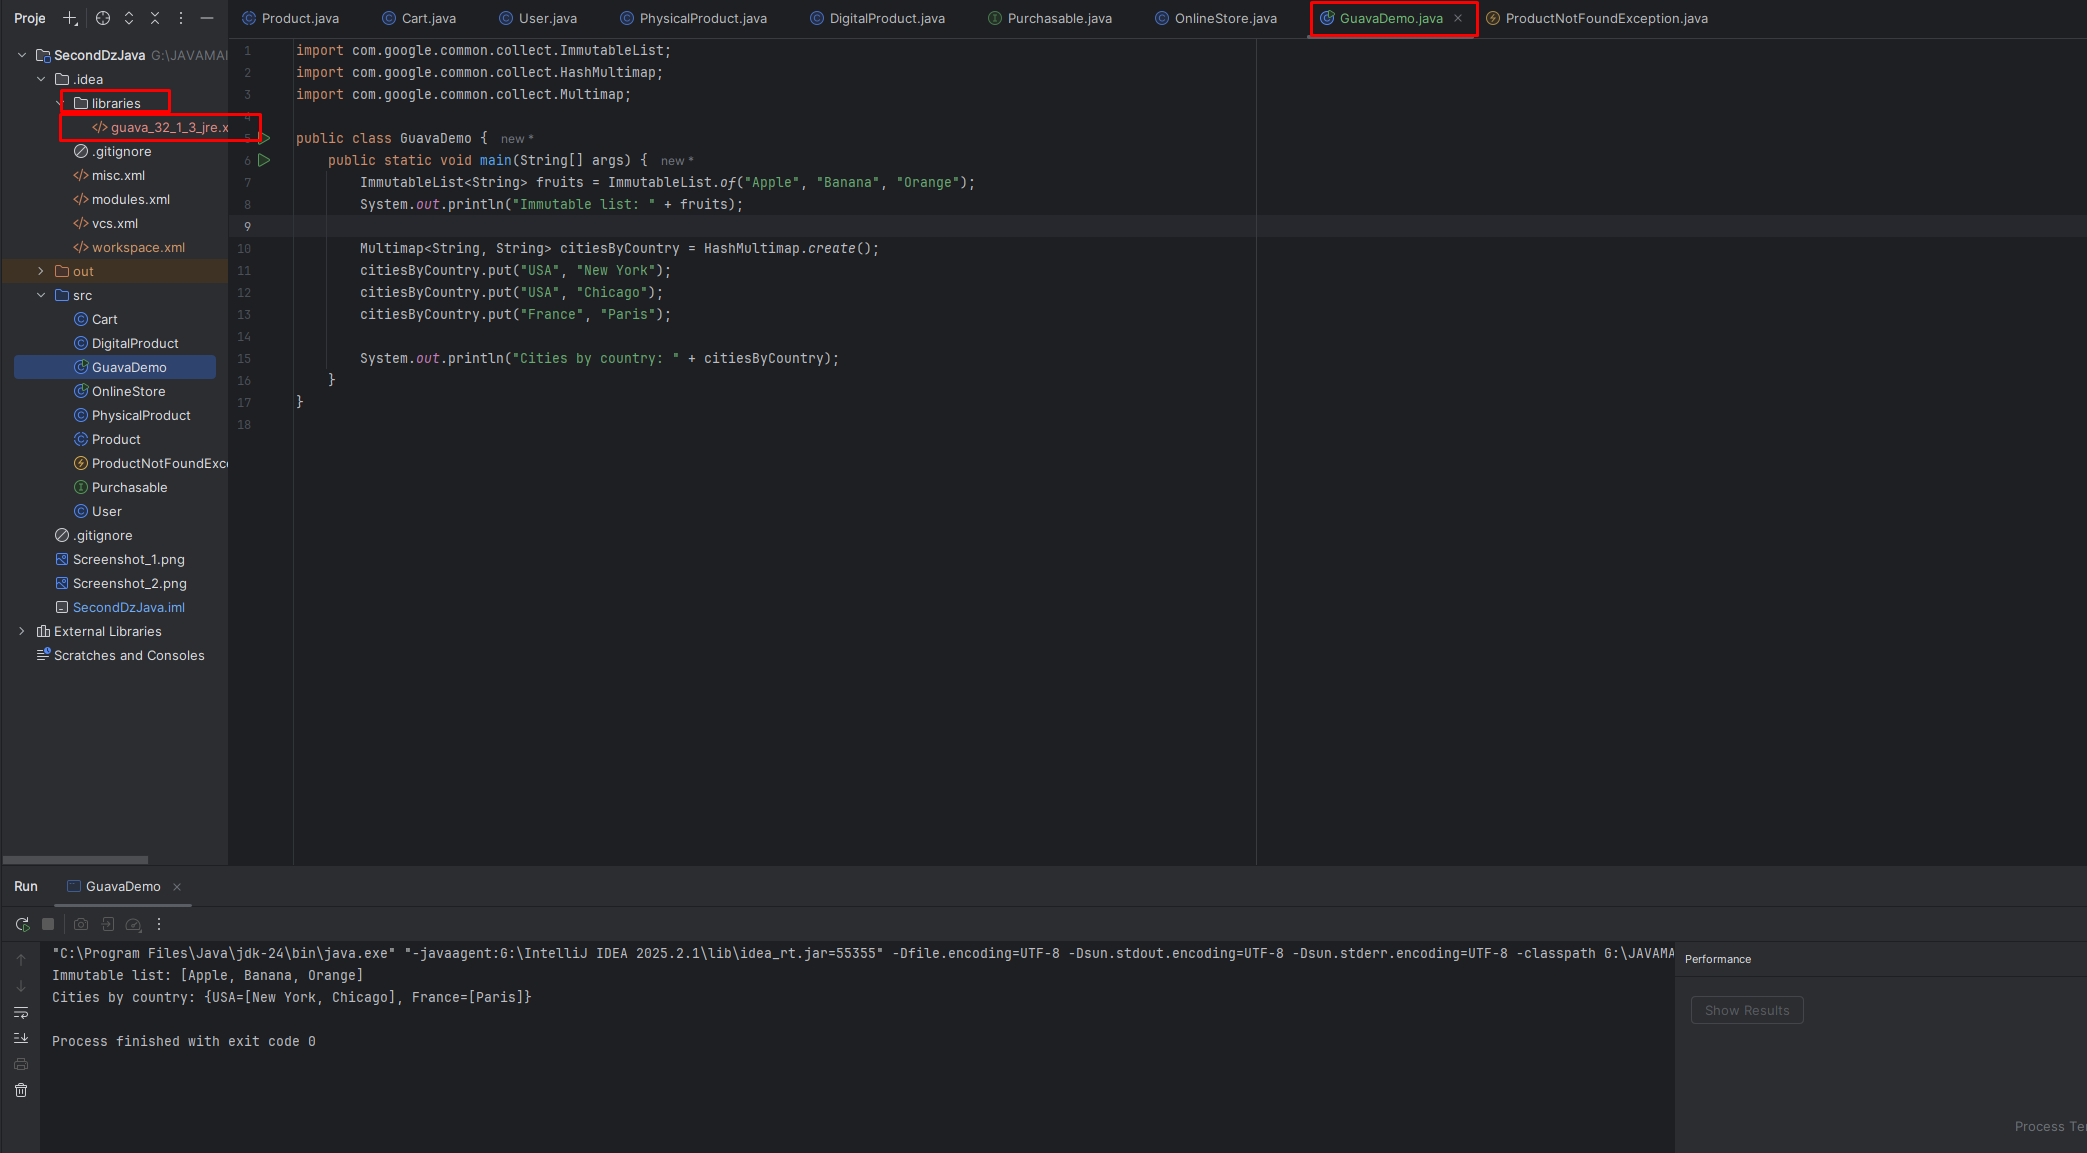 Proje
Product.java
Cart.java
User.java
PhysicalProduct.java
DigitalProduct.java
Purchasable.java
OnlineStore.java
GuavaDemo.java
ProductNotFoundException.java
SecondDzJava G:\JAVAMAI
.idea
libraries
guava_32_1_3_jre.x
.gitignore
misc.xml
modules.xml
vcs.xml
workspace.xml
out
src
Cart
DigitalProduct
GuavaDemo
OnlineStore
PhysicalProduct
Product
ProductNotFoundExce
Purchasable
User
.gitignore
Screenshot_1.png
Screenshot_2.png
SecondDzJava.iml
External Libraries
Scratches and Consoles
1 import com.google.common.collect.ImmutableList;
2 import com.google.common.collect.HashMultimap;
3 import com.google.common.collect.Multimap;
4
5 public class GuavaDemo { new *
6 public static void main(String[] args) { new *
7 ImmutableList<String> fruits = ImmutableList.of("Apple", "Banana", "Orange");
8 System.out.println("Immutable list: " + fruits);
9
10 Multimap<String, String> citiesByCountry = HashMultimap.create();
11 citiesByCountry.put("USA", "New York");
12 citiesByCountry.put("USA", "Chicago");
13 citiesByCountry.put("France", "Paris");
14
15 System.out.println("Cities by country: " + citiesByCountry);
16 }
17 }
18
Run
GuavaDemo
"C:\Program Files\Java\jdk-24\bin\java.exe" "-javaagent:G:\IntelliJ IDEA 2025.2.1\lib\idea_rt.jar=55355" -Dfile.encoding=UTF-8 -Dsun.stdout.encoding=UTF-8 -Dsun.stderr.encoding=UTF-8 -classpath G:\JAVAMA
Immutable list: [Apple, Banana, Orange]
Cities by country: {USA=[New York, Chicago], France=[Paris]}
Process finished with exit code 0
Performance
Show Results
Process Te